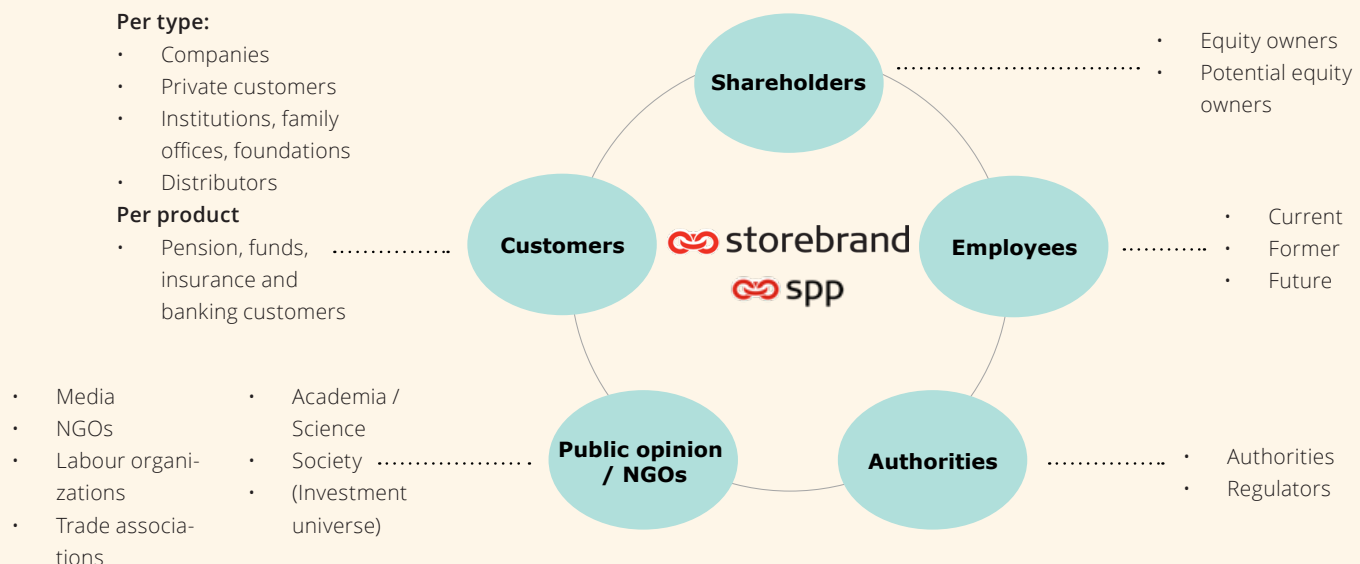 Per type:
• Companies
• Private customers
• Institutions, family
offices, foundations
• Distributors
Per product
• Pension, funds,
insurance and
banking customers
Shareholders
• Equity owners
• Potential equity
owners
Customers
storebrand
spp
Employees
• Current
• Former
• Future
• Media
• NGOs
• Labour organi-
zations
• Trade associa-
tions
• Academia /
Science
• Society
• (Investment
universe)
Public opinion
/ NGOs
Authorities
• Authorities
• Regulators